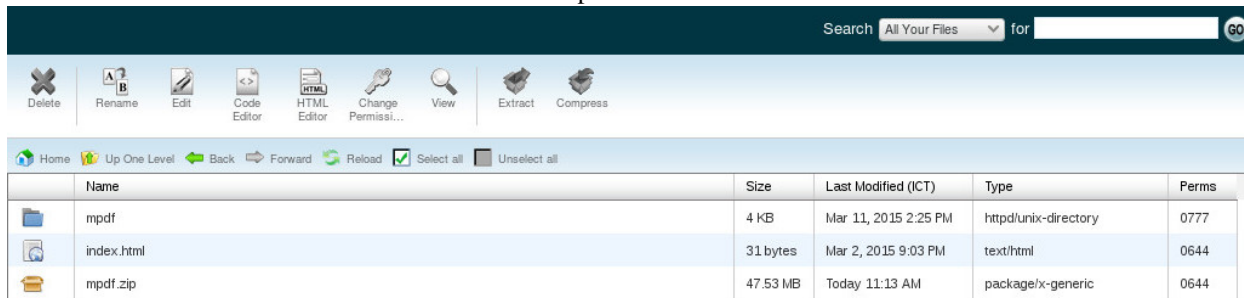 Search All Your Files for GO
Delete Rename Edit Code Editor HTML Editor Change Permissi... View Extract Compress
Home Up One Level Back Forward Reload Select all Unselect all
Name Size Last Modified (ICT) Type Perms
mpdf 4 KB Mar 11, 2015 2:25 PM httpd/unix-directory 0777
index.html 31 bytes Mar 2, 2015 9:03 PM text/html 0644
mpdf.zip 47.53 MB Today 11:13 AM package/x-generic 0644